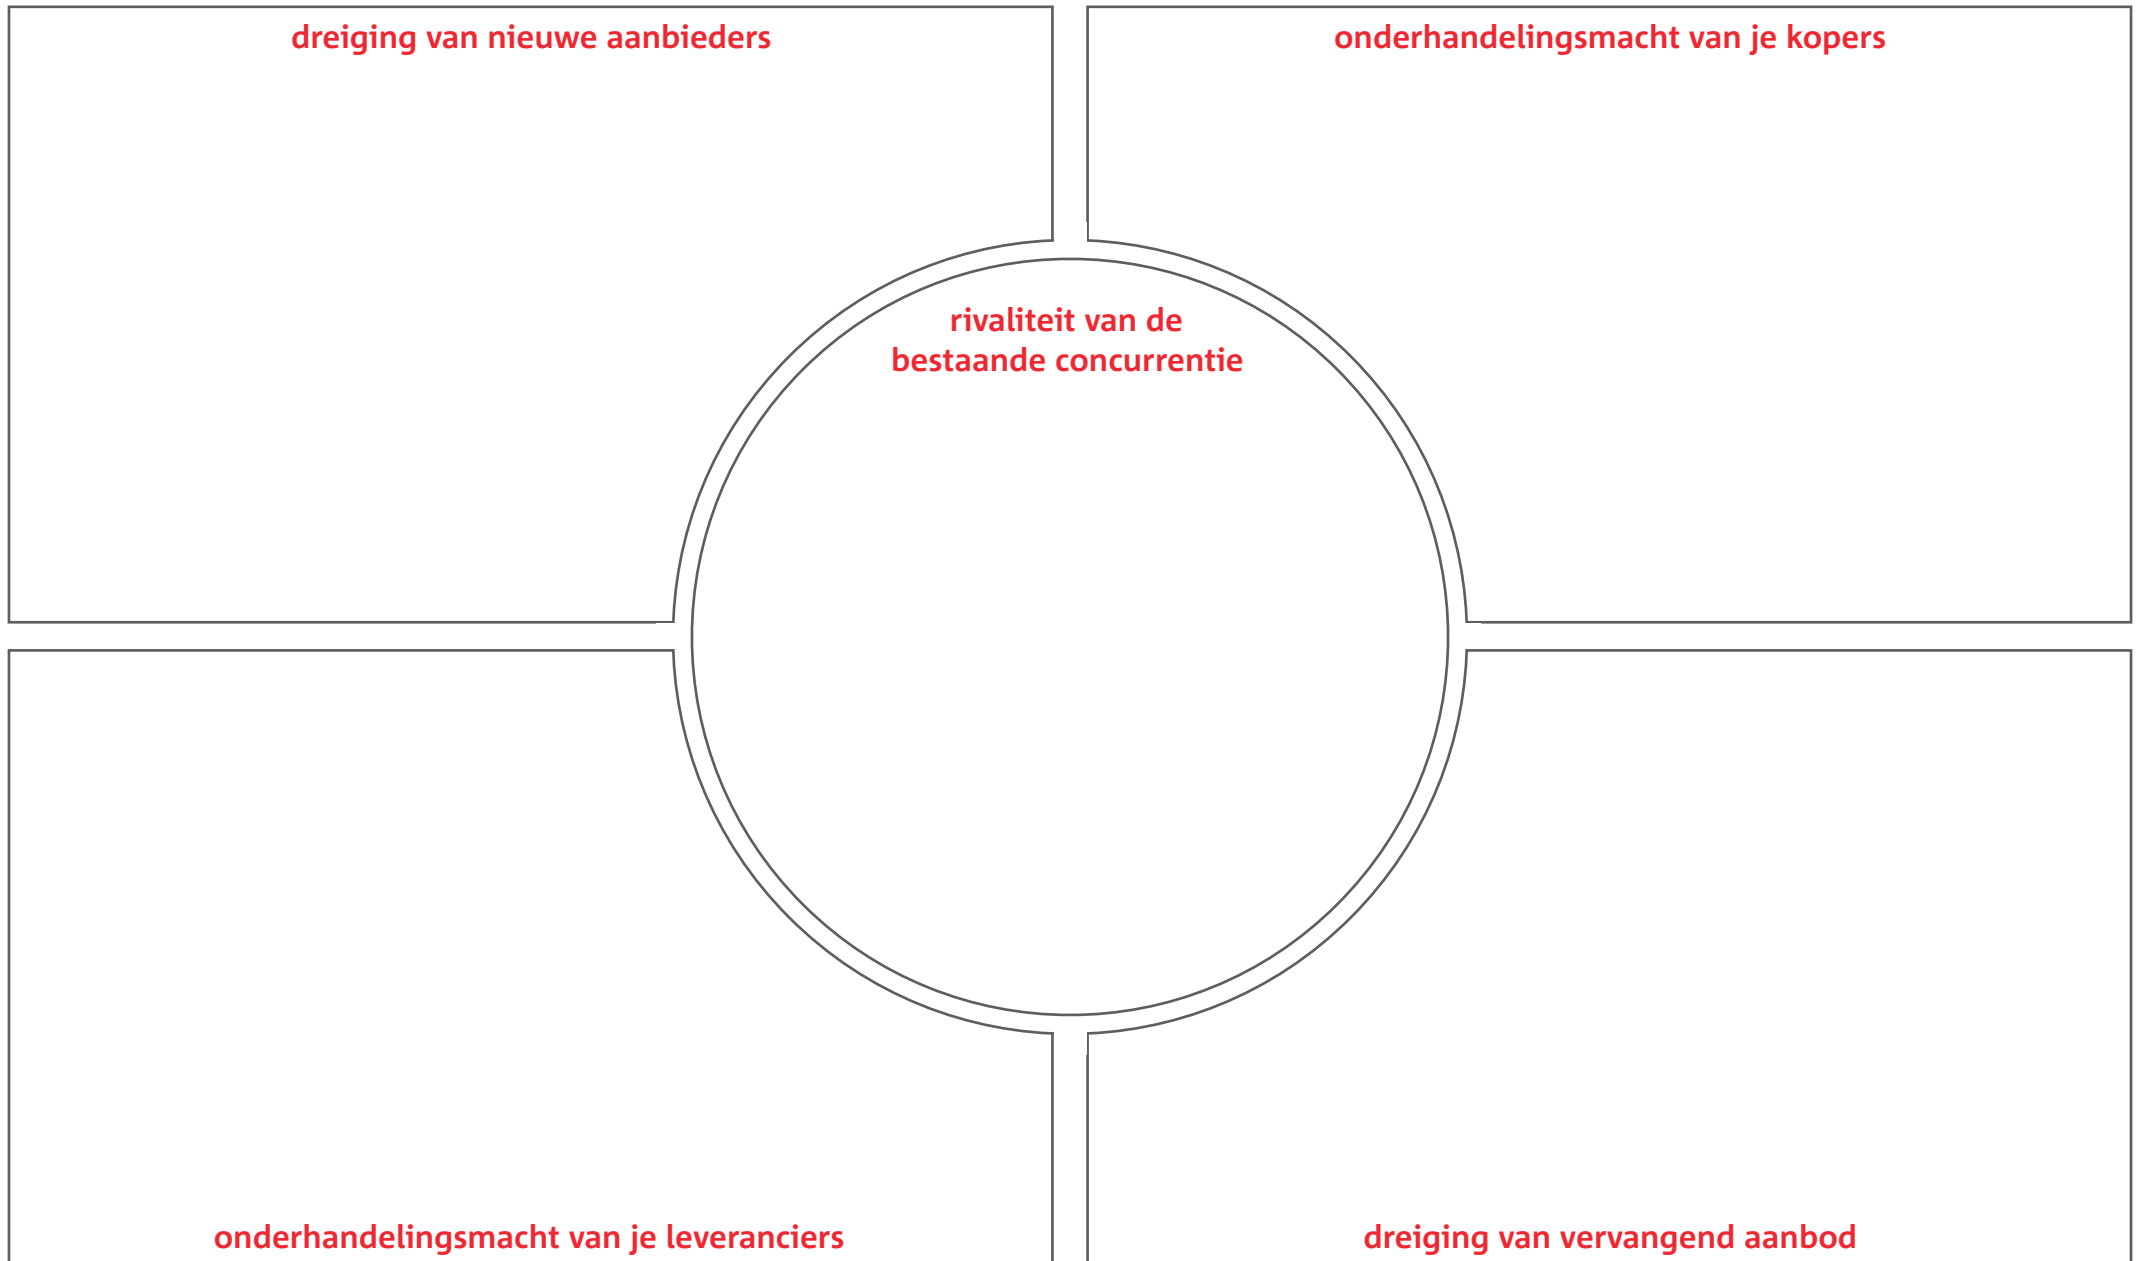 dreiging van nieuwe aanbieders
onderhandelingsmacht van je kopers
rivaliteit van de
bestaande concurrentie
onderhandelingsmacht van je leveranciers
dreiging van vervangend aanbod